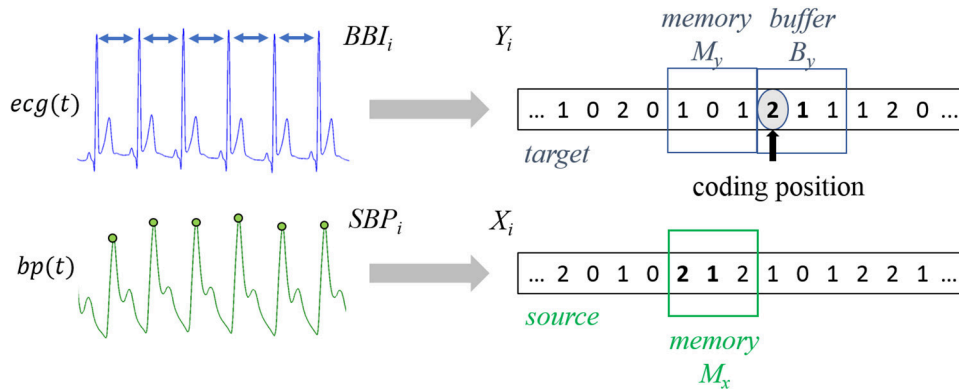 ecg(t)
BBI_i
Y_i
memory
M_y
buffer
B_y
... 1 0 2 0 1 0 1 2 1 1 1 2 0 ...
target
coding position
bp(t)
SBP_i
X_i
... 2 0 1 0 2 1 2 1 0 1 2 2 1 ...
source
memory
M_x